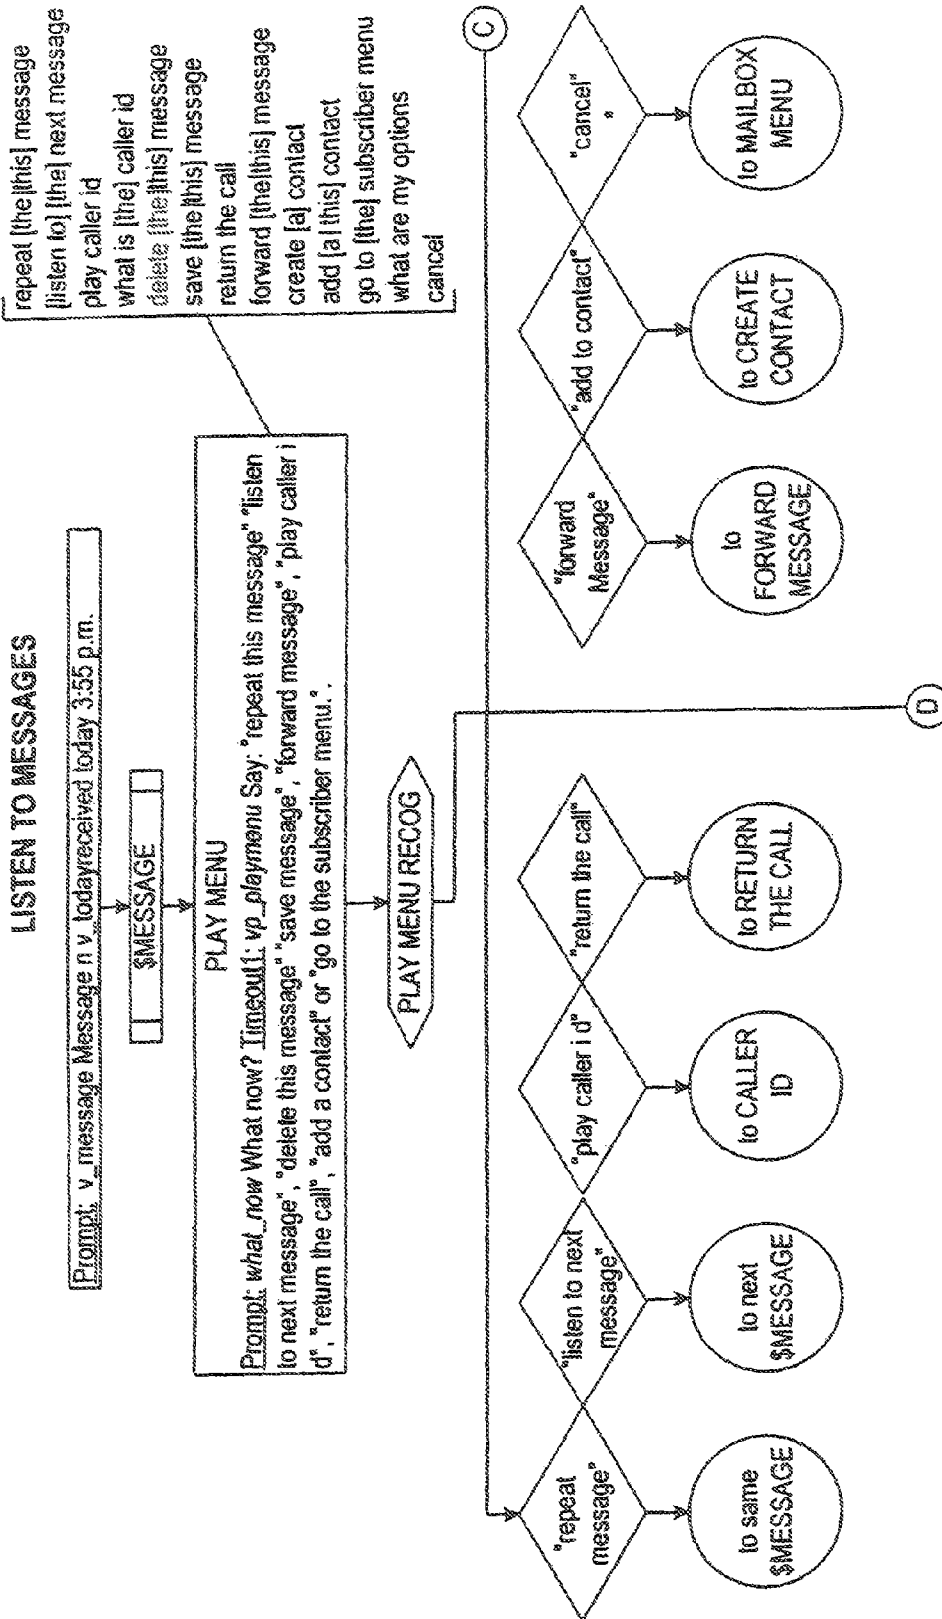 LISTEN TO MESSAGES
Prompt: v_message Message n v_todayreceived today 3:55 p.m.
$MESSAGE
PLAY MENU
Prompt: what_now What now? Timeout1: vp_playmenu Say: "repeat this message" "listen
to next message", "delete this message" "save message", "forward message", "play caller i
d", "return the call", "add a contact" or "go to the subscriber menu.".
repeat [the|this] message
[listen to] [the] next message
play caller id
what is [the] caller id
delete [the|this] message
save [the|this] message
return the call
forward [the|this] message
create [a] contact
add [a| this] contact
go to [the] subscriber menu
what are my options
cancel
PLAY MENU RECOG
C
"repeat
message"
"listen to next
message"
"play caller i d"
"return the call"
"forward
Message"
"add to contact"
"cancel"
*
to same
$MESSAGE
to next
$MESSAGE
to CALLER
ID
to RETURN
THE CALL
to
FORWARD
MESSAGE
to CREATE
CONTACT
to MAILBOX
MENU
D